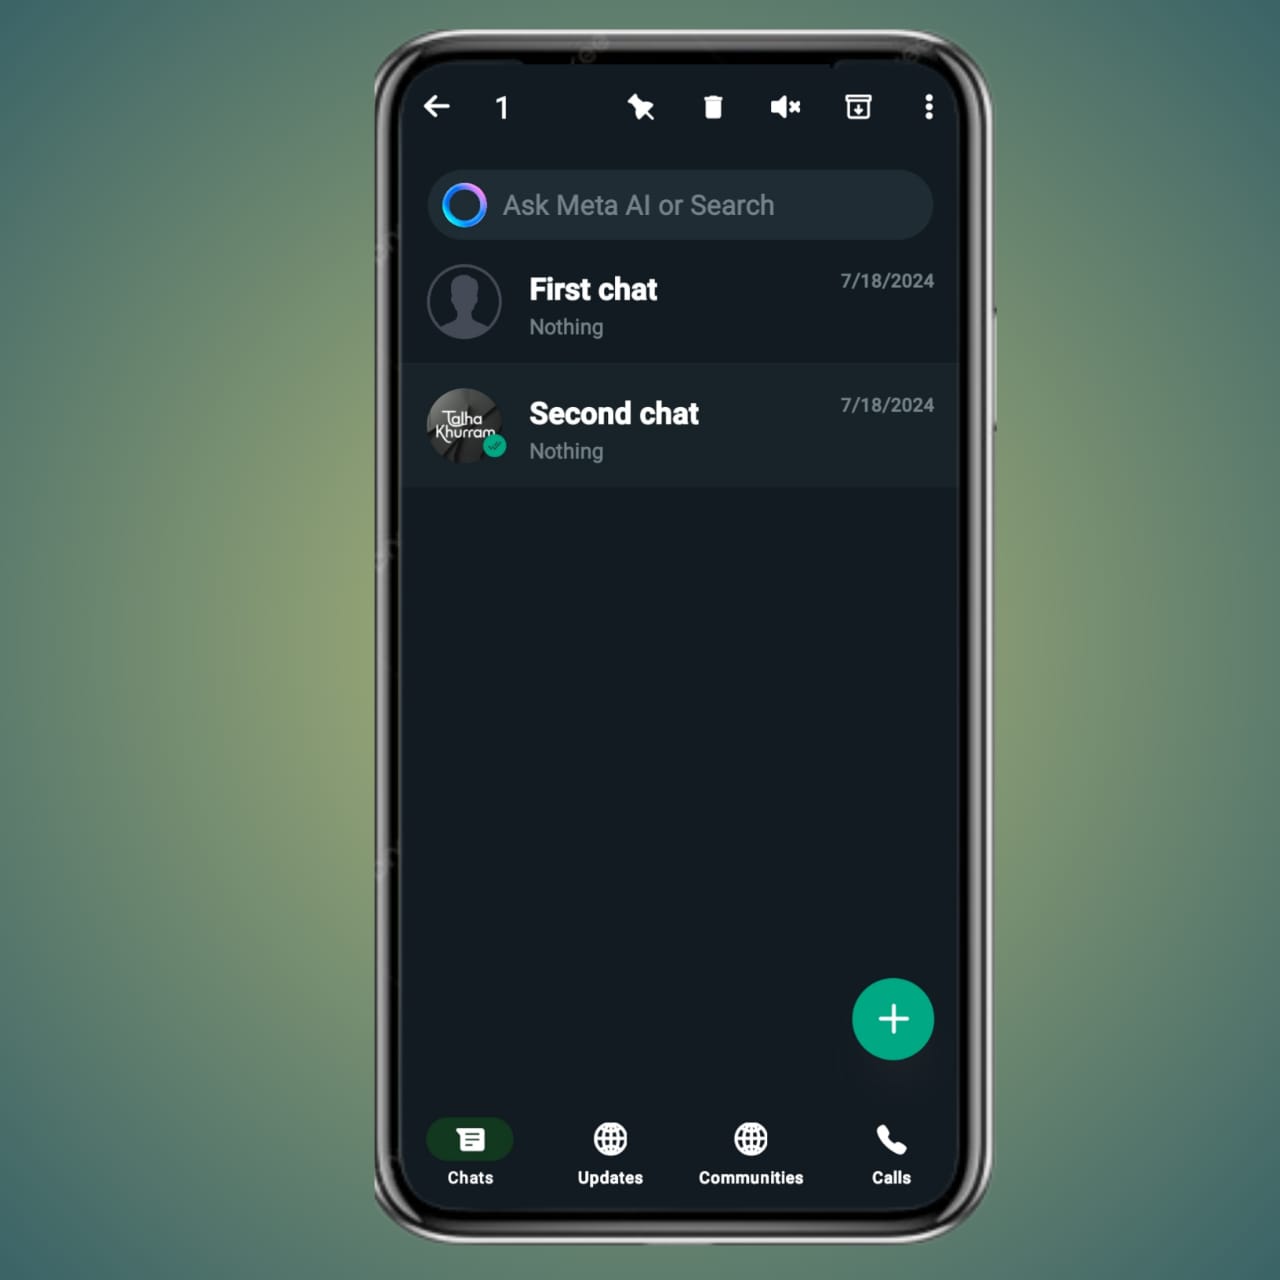 1
Ask Meta AI or Search
First chat
7/18/2024
Nothing
Talha
Khurram
Second chat
7/18/2024
Nothing
Chats
Updates
Communities
Calls